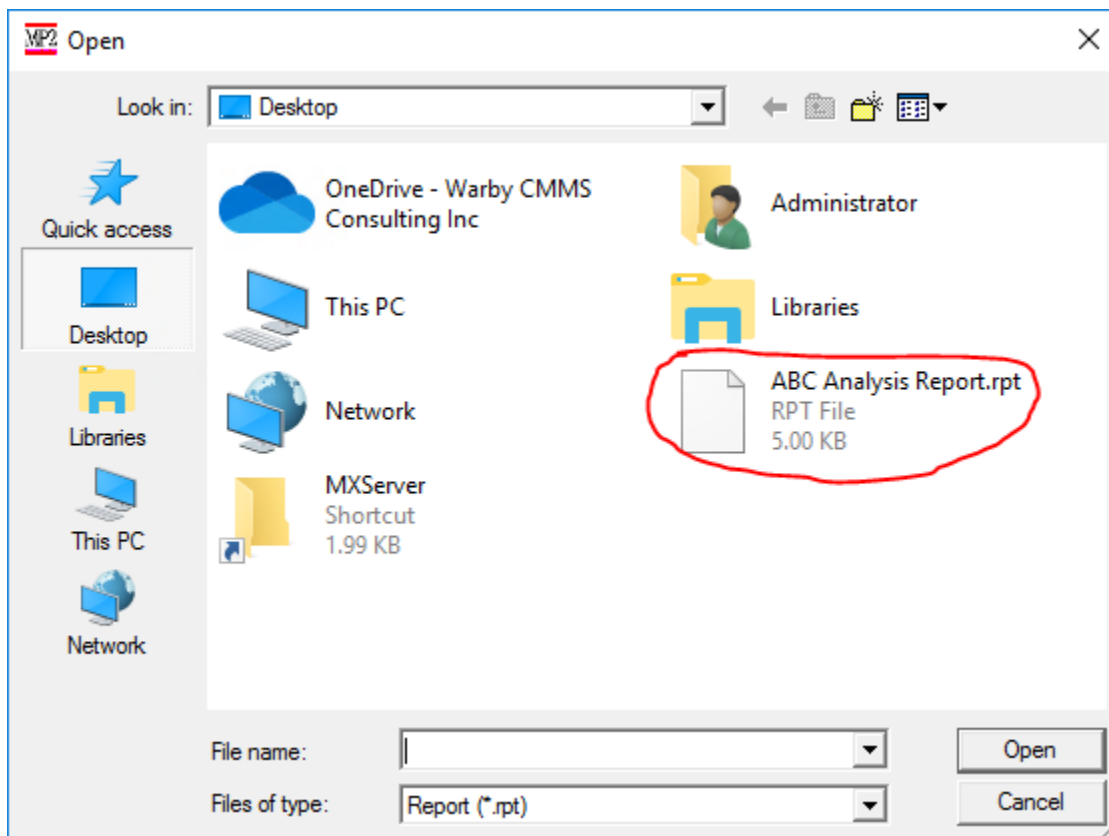 MP2 Open
Look in: Desktop
Quick access
Desktop
Libraries
This PC
Network
OneDrive - Warby CMMS
Consulting Inc
Administrator
This PC
Libraries
Network
ABC Analysis Report.rpt
RPT File
5.00 KB
MXServer
Shortcut
1.99 KB
File name:
Open
Files of type: Report (*.rpt)
Cancel